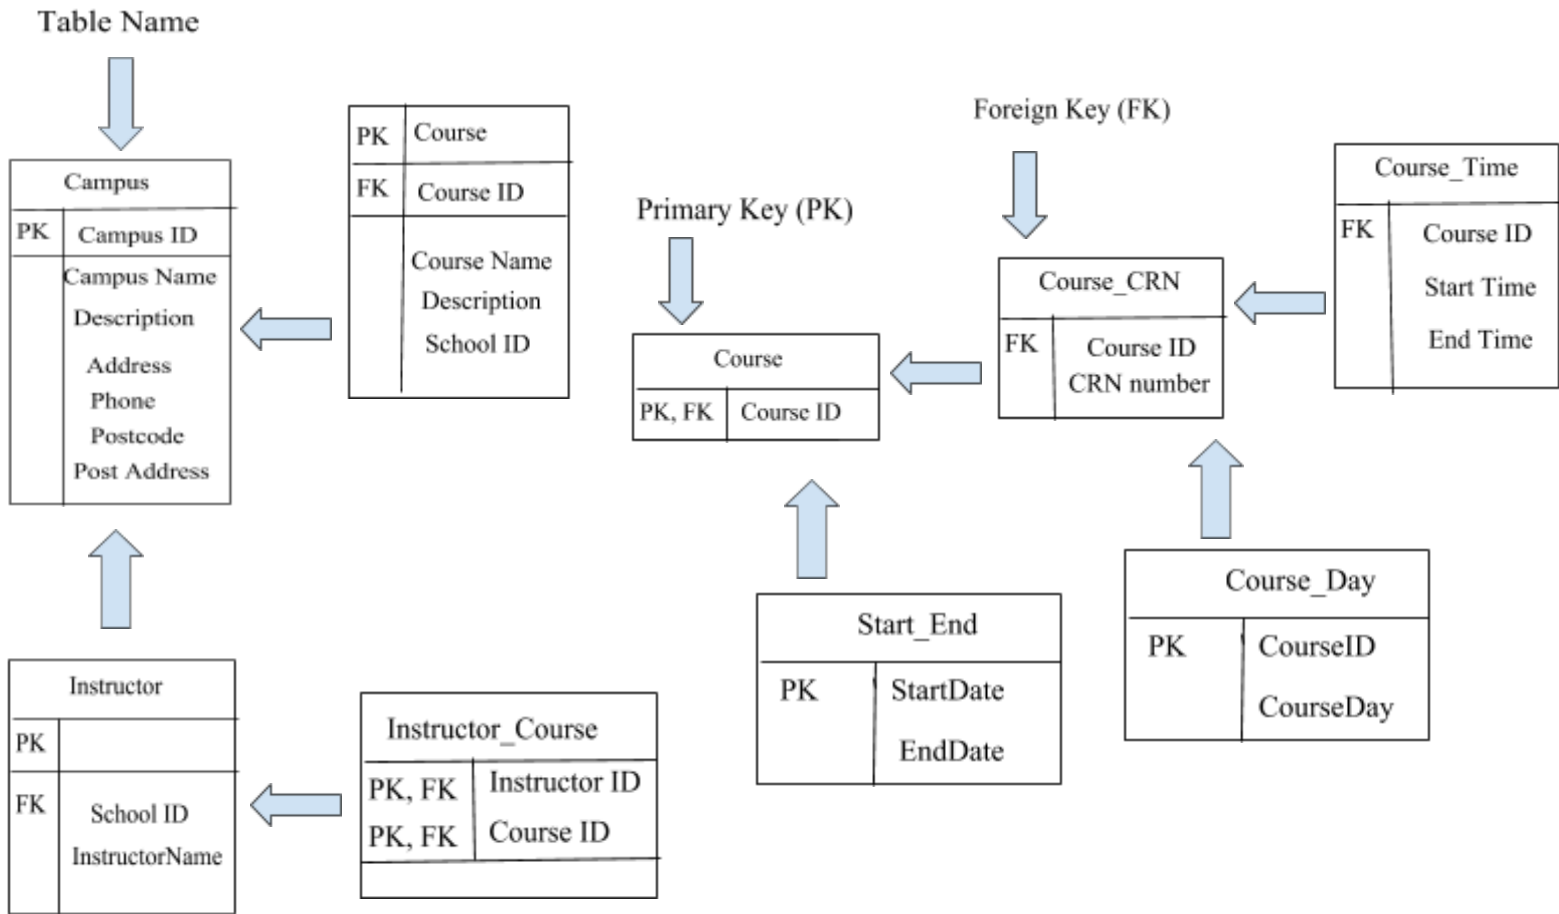 Table Name
Campus
PK Campus ID
Campus Name
Description
Address
Phone
Postcode
Post Address
PK Course
FK Course ID
Course Name
Description
School ID
Primary Key (PK)
Course
PK, FK Course ID
Foreign Key (FK)
Course_CRN
FK Course ID
CRN number
Course_Time
FK Course ID
Start Time
End Time
Instructor
PK
FK School ID
InstructorName
Instructor_Course
PK, FK Instructor ID
PK, FK Course ID
Start_End
PK StartDate
EndDate
Course_Day
PK CourseID
CourseDay